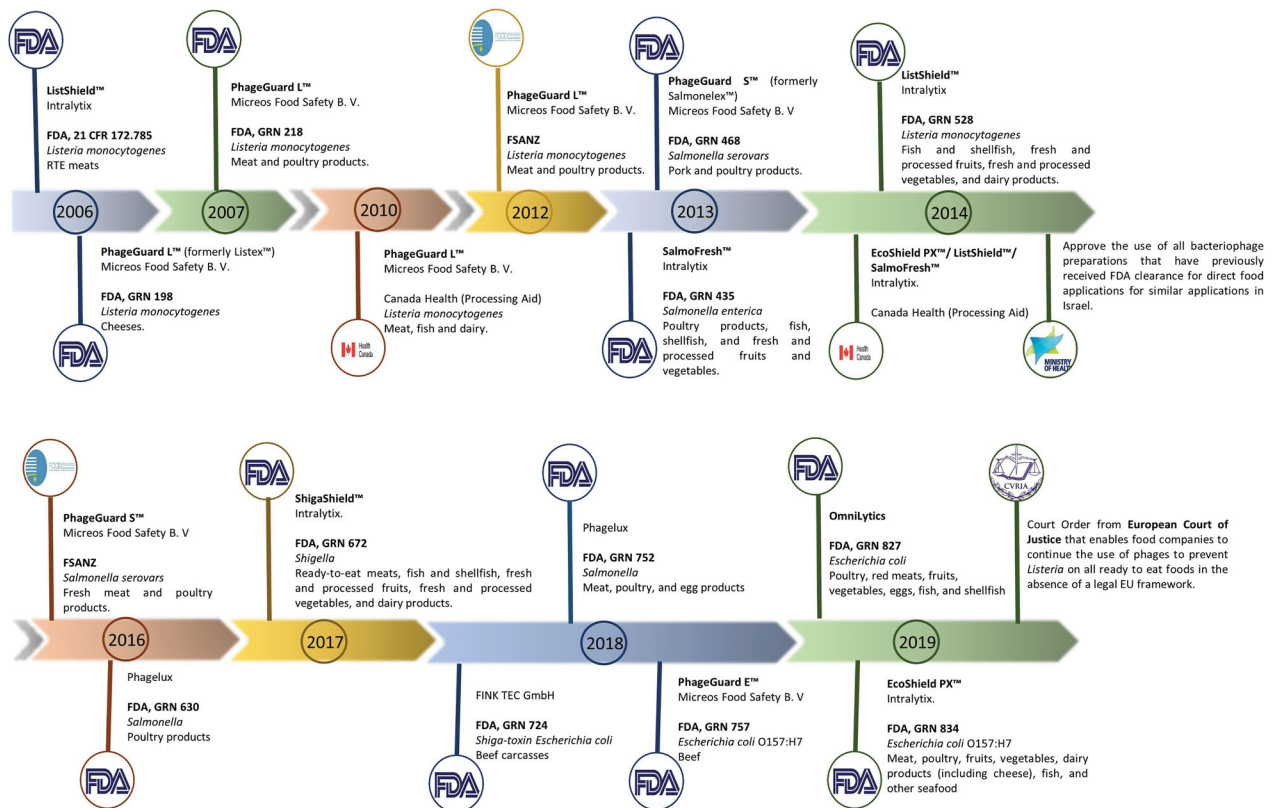 FDA
ListShield™
Intralytix
FDA, 21 CFR 172.785
Listeria monocytogenes
RTE meats
FDA
PhageGuard L™
Micreos Food Safety B. V.
FDA, GRN 218
Listeria monocytogenes
Meat and poultry products.
FOOD
PhageGuard L™
Micreos Food Safety B. V.
FSANZ
Listeria monocytogenes
Meat and poultry products.
FDA
PhageGuard S™ (formerly
Salmonelex™)
Micreos Food Safety B. V
FDA, GRN 468
Salmonella serovars
Pork and poultry products.
FDA
ListShield™
Intralytix
FDA, GRN 528
Listeria monocytogenes
Fish and shellfish, fresh and
processed fruits, fresh and processed
vegetables, and dairy products.
2006
2007
2010
2012
2013
2014
PhageGuard L™ (formerly Listex™)
Micreos Food Safety B. V.
FDA, GRN 198
Listeria monocytogenes
Cheeses.
FDA
PhageGuard L™
Micreos Food Safety B. V.
Canada Health (Processing Aid)
Listeria monocytogenes
Meat, fish and dairy.
Health
Canada
SalmoFresh™
Intralytix
FDA, GRN 435
Salmonella enterica
Poultry products, fish,
shellfish, and fresh and
processed fruits and
vegetables.
FDA
EcoShield PX™/ ListShield™/
SalmoFresh™
Intralytix.
Canada Health (Processing Aid)
Health
Canada
Approve the use of all bacteriophage
preparations that have previously
received FDA clearance for direct food
applications for similar applications in
Israel.
MINISTRY
OF HEALTH
FOOD
PhageGuard S™
Micreos Food Safety B. V
FSANZ
Salmonella serovars
Fresh meat and poultry
products.
FDA
ShigaShield™
Intralytix.
FDA, GRN 672
Shigella
Ready-to-eat meats, fish and shellfish, fresh
and processed fruits, fresh and processed
vegetables, and dairy products.
FDA
Phagelux
FDA, GRN 752
Salmonella
Meat, poultry, and egg products
FDA
OmniLytics
FDA, GRN 827
Escherichia coli
Poultry, red meats, fruits,
vegetables, eggs, fish, and shellfish
CVRIA
Court Order from European Court of
Justice that enables food companies to
continue the use of phages to prevent
Listeria on all ready to eat foods in the
absence of a legal EU framework.
2016
2017
2018
2019
Phagelux
FDA, GRN 630
Salmonella
Poultry products
FDA
FINK TEC GmbH
FDA, GRN 724
Shiga-toxin Escherichia coli
Beef carcasses
FDA
PhageGuard E™
Micreos Food Safety B. V
FDA, GRN 757
Escherichia coli O157:H7
Beef
FDA
EcoShield PX™
Intralytix.
FDA, GRN 834
Escherichia coli O157:H7
Meat, poultry, fruits, vegetables, dairy
products (including cheese), fish, and
other seafood
FDA